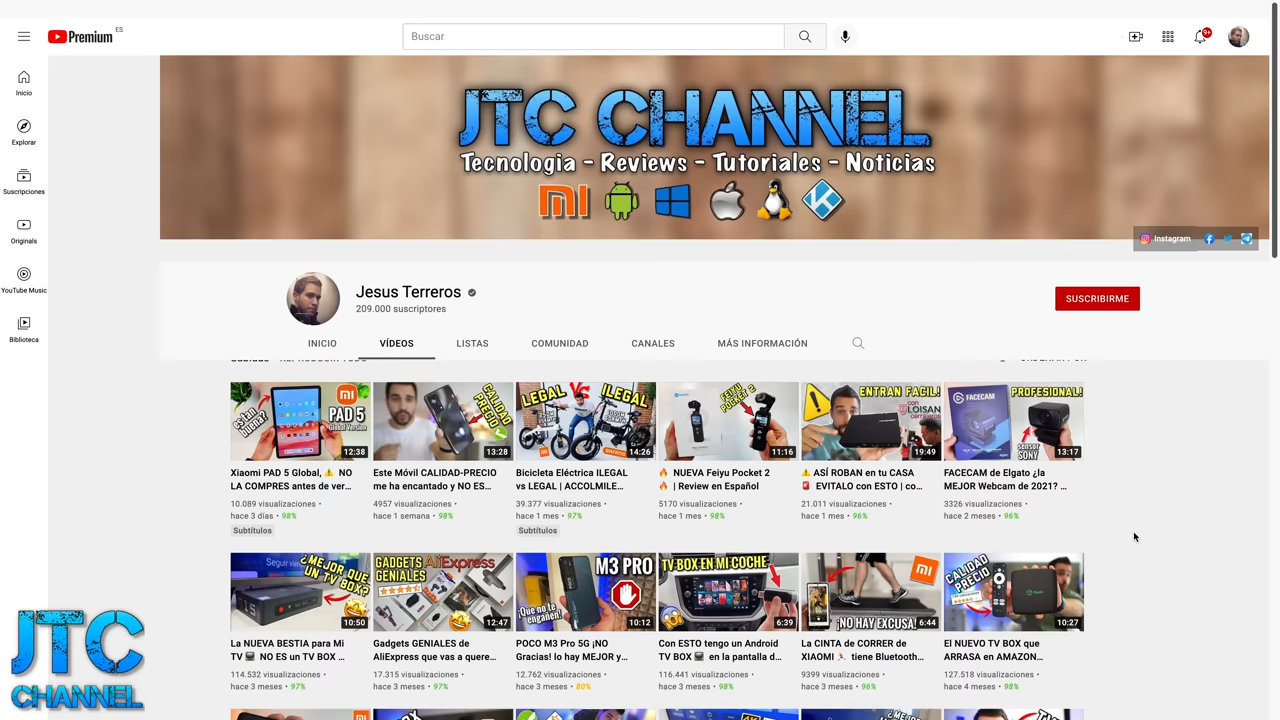 Premium ES
Buscar
9+
Inicio
Explorar
Suscripciones
Originals
YouTube Music
Biblioteca
JTC CHANNEL
Tecnologia - Reviews - Tutoriales - Noticias
Instagram
Jesus Terreros
209.000 suscriptores
SUSCRIBIRME
INICIO VÍDEOS LISTAS COMUNIDAD CANALES MÁS INFORMACIÓN
PAD 5
Global Version
12:38
CALIDAD
PRECIO
13:28
LEGAL VS ILEGAL
14:26
FEIYU
POCKET 2
11:16
ENTRAN FACIL!
con
LOISAN
19:49
FACECAM
PROFESIONAL!
SENSOR
SONY
13:17
Xiaomi PAD 5 Global, ⚠ NO
LA COMPRES antes de ver...
10.089 visualizaciones •
hace 3 días • 98%
Subtítulos
Este Móvil CALIDAD-PRECIO
me ha encantado y NO ES...
4957 visualizaciones •
hace 1 semana • 98%
Bicicleta Eléctrica ILEGAL
vs LEGAL | ACCOLMILE...
39.377 visualizaciones •
hace 1 mes • 97%
Subtítulos
🔥 NUEVA Feiyu Pocket 2
🔥 | Review en Español
5170 visualizaciones •
hace 1 mes • 98%
⚠ASÍ ROBAN en tu CASA
🚨 EVITALO con ESTO | co...
21.011 visualizaciones •
hace 1 mes • 96%
FACECAM de Elgato ¿la
MEJOR Webcam de 2021? ...
3326 visualizaciones •
hace 2 meses • 96%
¿MEJOR QUE
UN TV BOX?
10:50
GADGETS AliExpress
GENIALES
12:47
M3 PRO
¡Que no te
engañen!
10:12
TV BOX EN MI COCHE
6:39
¡NO HAY EXCUSA!
6:44
CALIDAD
PRECIO
10:27
La NUEVA BESTIA para Mi
TV 🖥 NO ES un TV BOX ...
114.532 visualizaciones •
hace 3 meses • 97%
Gadgets GENIALES de
AliExpress que vas a quere...
17.315 visualizaciones •
hace 3 meses • 97%
POCO M3 Pro 5G ¡NO
Gracias! lo hay MEJOR y...
12.762 visualizaciones •
hace 3 meses • 80%
Con ESTO tengo un Android
TV BOX 🖥 en la pantalla d...
116.441 visualizaciones •
hace 3 meses • 98%
La CINTA de CORRER de
XIAOMI 🏃 tiene Bluetooth...
9399 visualizaciones •
hace 3 meses • 96%
El NUEVO TV BOX que
ARRASA en AMAZON...
127.518 visualizaciones •
hace 4 meses • 98%
JTC
CHANNEL